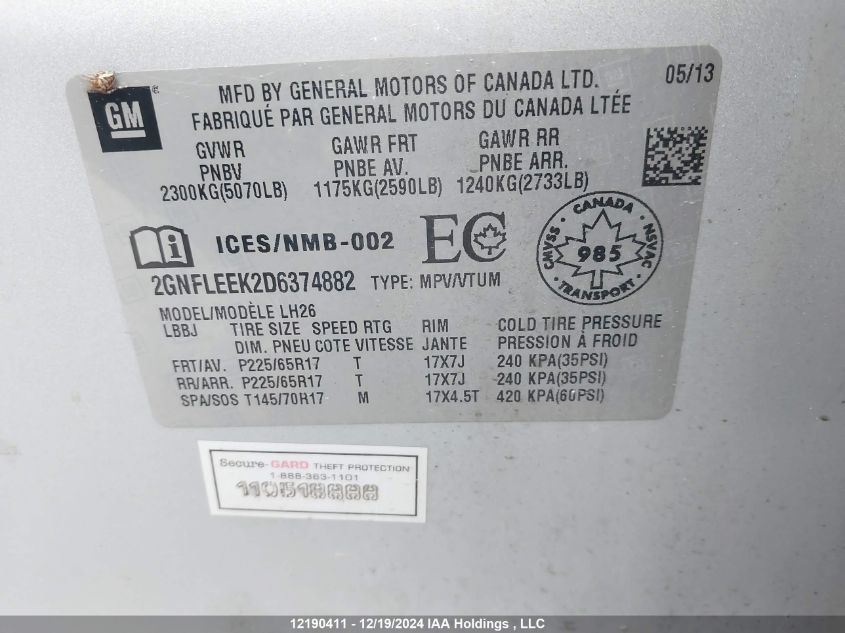 MFD BY GENERAL MOTORS OF CANADA LTD. 05/13
FABRIQUÉ PAR GENERAL MOTORS DU CANADA LTÉE
GM ®
GVWR GAWR FRT GAWR RR
PNBV PNBE AV. PNBE ARR.
2300KG(5070LB) 1175KG(2590LB) 1240KG(2733LB)
i ICES/NMB-002 EC
CANADA
CMVSS 985 NSVAC
TRANSPORT
2GNFLEEK2D6374882 TYPE: MPV/VTUM
MODEL/MODÈLE LH26
LBBJ TIRE SIZE SPEED RTG RIM COLD TIRE PRESSURE
DIM. PNEU COTE VITESSE JANTE PRESSION À FROID
FRT/AV. P225/65R17 T 17X7J 240 KPA(35PSI)
RR/ARR. P225/65R17 T 17X7J 240 KPA(35PSI)
SPA/SOS T145/70R17 M 17X4.5T 420 KPA(60PSI)
Secure-GARD THEFT PROTECTION
1-888-363-1101
12190411 - 12/19/2024 IAA Holdings , LLC